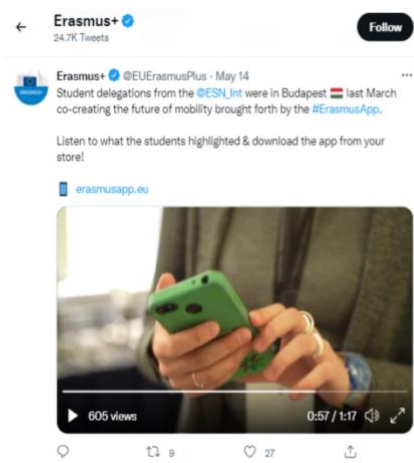 Erasmus+
24.7K Tweets
Follow
Erasmus+ @EUErasmusPlus · May 14
Student delegations from the @ESN_Int were in Budapest 🇭🇺 last March
co-creating the future of mobility brought forth by the #ErasmusApp.
Listen to what the students highlighted & download the app from your
store!
📱 erasmusapp.eu
605 views
0:57 / 1:17
9
27